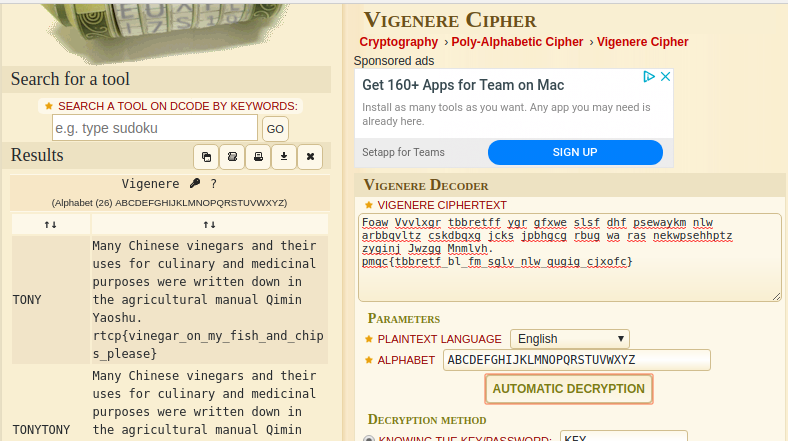 Search for a tool
SEARCH A TOOL ON DCODE BY KEYWORDS:
e.g. type sudoku
GO
Results
Vigenere ?
(Alphabet (26) ABCDEFGHIJKLMNOPQRSTUVWXYZ)
↑↓ ↑↓
TONY
Many Chinese vinegars and their
uses for culinary and medicinal
purposes were written down in
the agricultural manual Qimin
Yaoshu.
rtcp{vinegar_on_my_fish_and_chip
s_please}
TONYTONY
Many Chinese vinegars and their
uses for culinary and medicinal
purposes were written down in
the agricultural manual Qimin
VIGENERE CIPHER
Cryptography › Poly-Alphabetic Cipher › Vigenere Cipher
Sponsored ads
Get 160+ Apps for Team on Mac
Install as many tools as you want. Any app you may need is
already here.
Setapp for Teams
SIGN UP
VIGENERE DECODER
VIGENERE CIPHERTEXT
Foaw Vvvlxgr tbbretff ygr gfxwe slsf dhf psewaykm nlw
arbbqvltz cskdbqxg jcks jpbhgcg rbug wa ras nekwpsehhptz
zyginj Jwzgg Mnmlvh.
pmqc{tbbretf_bl_fm_sglv_nlw_gugig_cjxofc}
PARAMETERS
PLAINTEXT LANGUAGE English
ALPHABET ABCDEFGHIJKLMNOPQRSTUVWXYZ
AUTOMATIC DECRYPTION
DECRYPTION METHOD
KNOWING THE KEY/PASSWORD: KEY